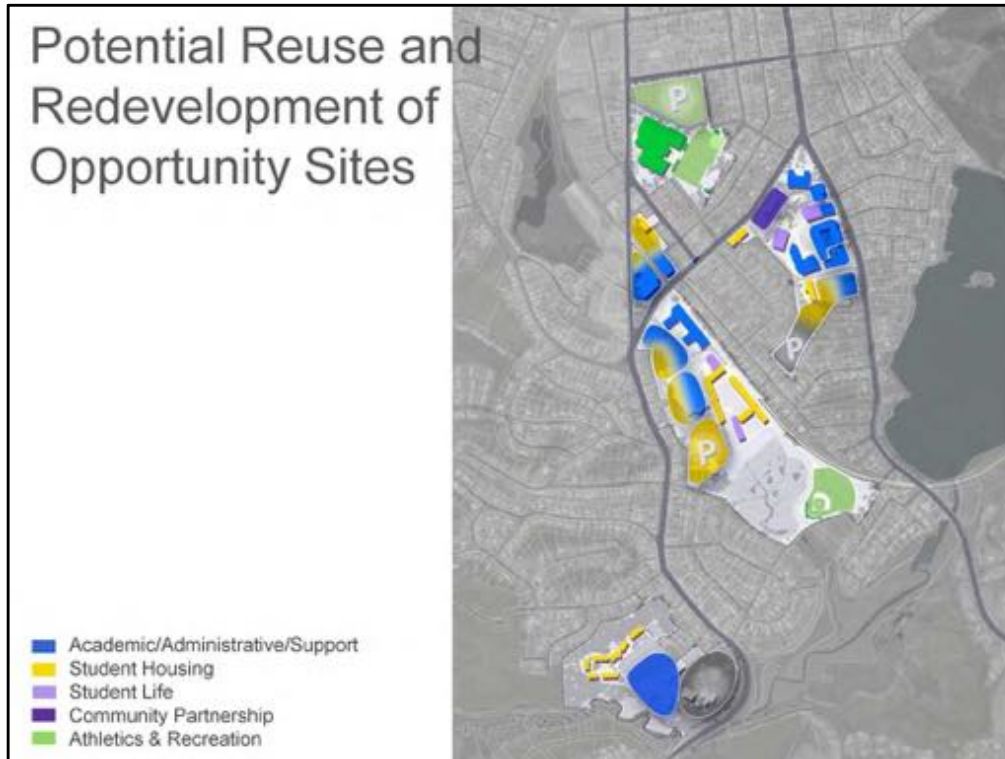 Potential Reuse and
Redevelopment of
Opportunity Sites
P
P
P
Academic/Administrative/Support
Student Housing
Student Life
Community Partnership
Athletics & Recreation